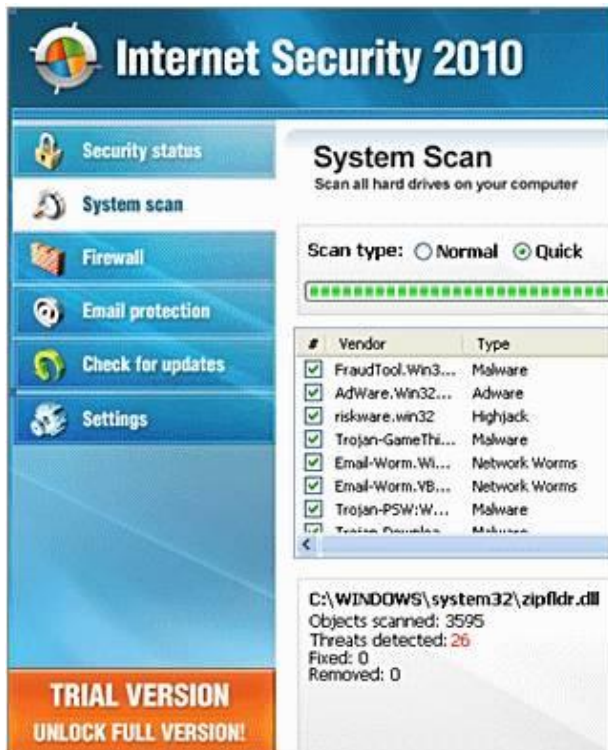 Internet Security 2010
Security status
System scan
Firewall
Email protection
Check for updates
Settings
TRIAL VERSION
UNLOCK FULL VERSION!
System Scan
Scan all hard drives on your computer
Scan type: Normal Quick
# Vendor Type
FraudTool.Win3... Malware
AdWare.Win32... Adware
riskware.win32 Highjack
Trojan-GameThi... Malware
Email-Worm.Wi... Network Worms
Email-Worm.VB... Network Worms
Trojan-PSW:W... Malware
Trojan-Downloa... Malware
C:\WINDOWS\system32\zipfldr.dll
Objects scanned: 3595
Threats detected: 26
Fixed: 0
Removed: 0